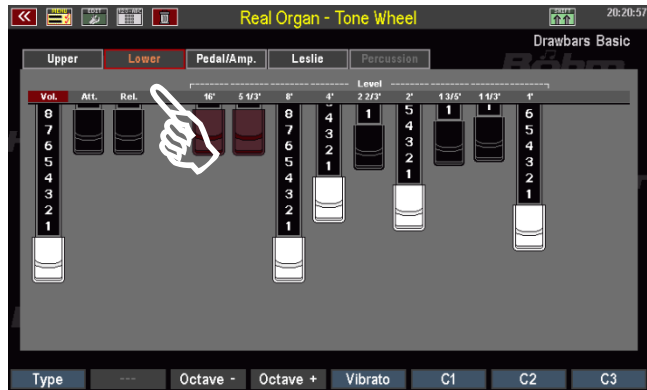 MENU EDIT Real Organ - Tone Wheel SHIFT 20:20:57
Drawbars Basic
Upper Lower Pedal/Amp. Leslie Percussion
Level
Vol. Att. Rel. 16' 5 1/3' 8' 4' 2 2/3' 2' 1 3/5' 1 1/3' 1'
8 8 4 1 5 1 1 6
7 7 3 4 5
6 6 2 3 4
5 5 1 2 3
4 4 1 2
3 3 1
2 2
1 1
Type --- Octave - Octave + Vibrato C1 C2 C3